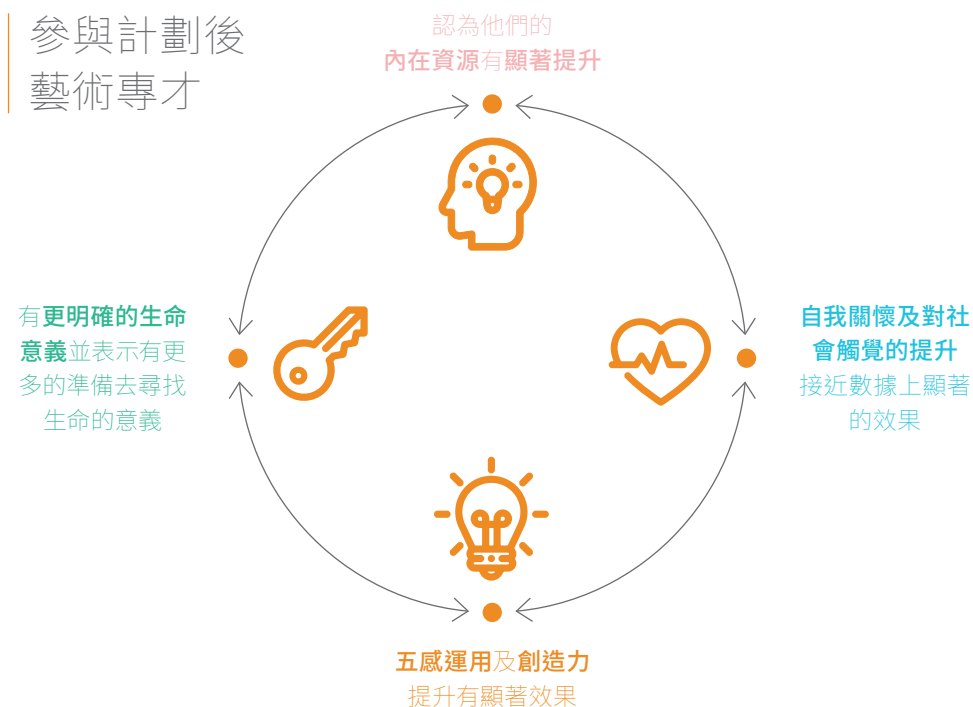 參與計劃後
藝術專才
認為他們的
內在資源有顯著提升
有更明確的生命
意義並表示有更
多的準備去尋找
生命的意義
自我關懷及對社
會觸覺的提升
接近數據上顯著
的效果
五感運用及創造力
提升有顯著效果